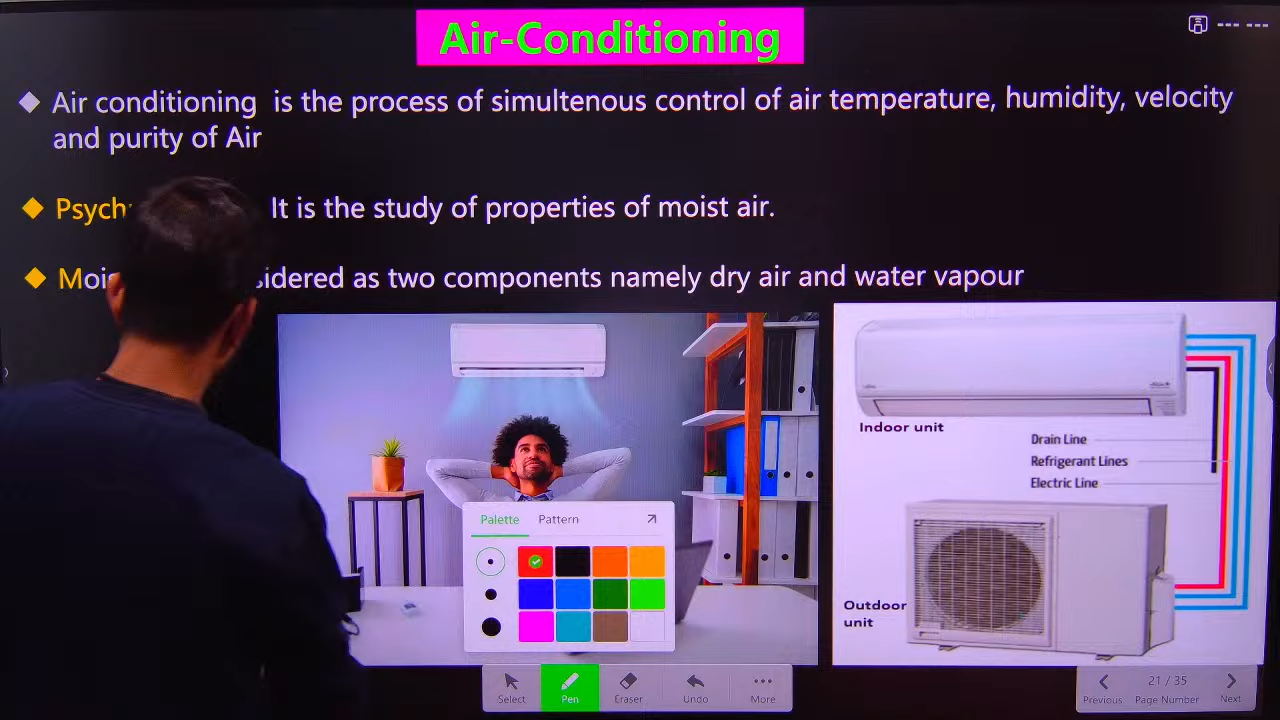 Air-Conditioning
Air conditioning is the process of simultenous control of air temperature, humidity, velocity
and purity of Air
It is the study of properties of moist air.
as two components namely dry air and water vapour
Indoor unit
Drain Line
Refrigerant Lines
Electric Line
Outdoor
unit
Palette Pattern
Select Pen Eraser Undo More
21 / 35
Previous Page Number Next